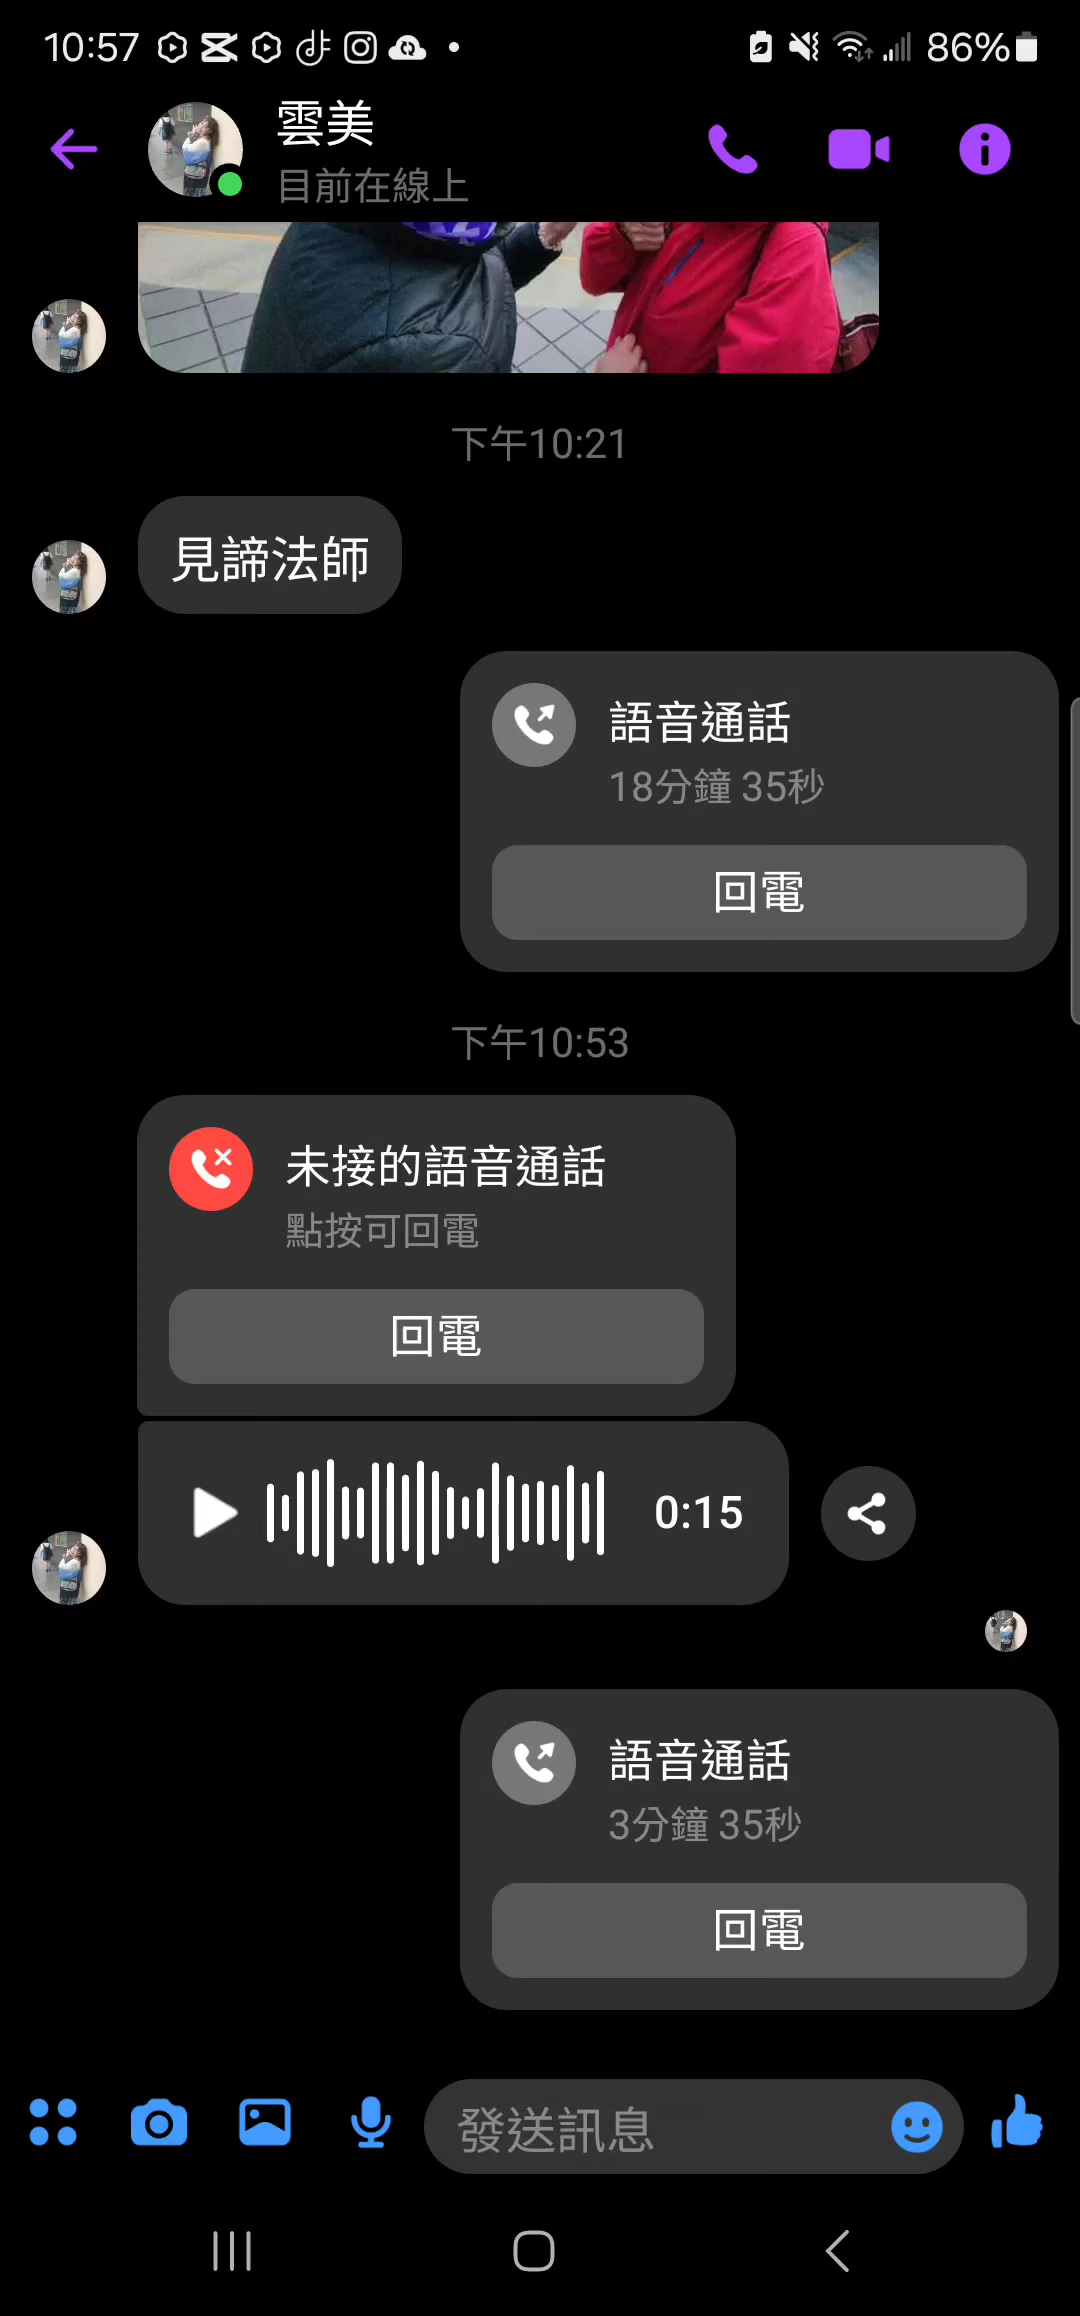 10:57
86%
雲美
目前在線上
下午10:21
見諦法師
語音通話
18分鐘 35秒
回電
下午10:53
未接的語音通話
點按可回電
回電
0:15
語音通話
3分鐘 35秒
回電
發送訊息